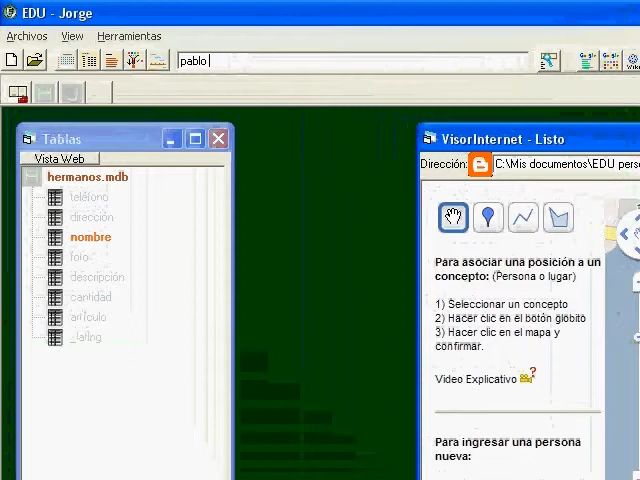 EDU - Jorge
Archivos View Herramientas
pablo
Tablas
Vista Web
hermanos.mdb
teléfono
dirección
nombre
foto
descripción
cantidad
artículo
_latlng
VisorInternet - Listo
Dirección: C:\Mis documentos\EDU perso
Para asociar una posición a un
concepto: (Persona o lugar)
1) Seleccionar un concepto
2) Hacer clic en el botón globito
3) Hacer clic en el mapa y
confirmar.
Video Explicativo
Para ingresar una persona
nueva: